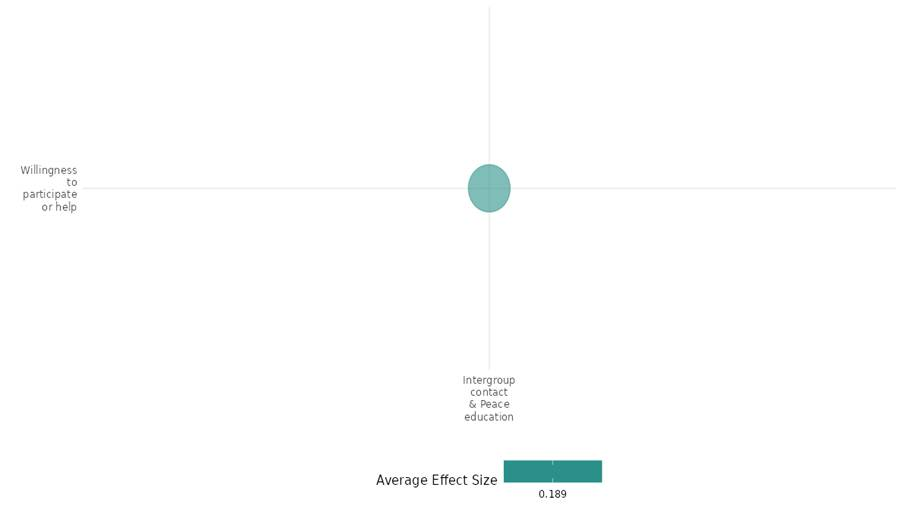 Willingness
to
participate
or help
Intergroup
contact
& Peace
education
Average Effect Size
0.189